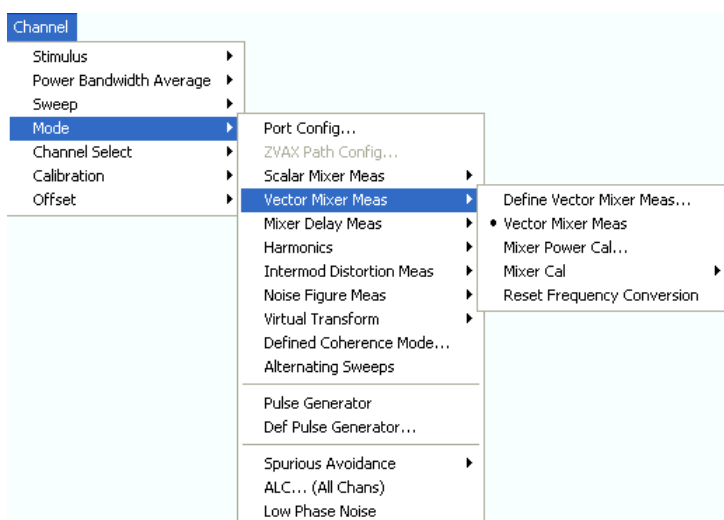 Channel
Stimulus
Power Bandwidth Average
Sweep
Mode
Channel Select
Calibration
Offset
Port Config...
ZVAX Path Config...
Scalar Mixer Meas
Vector Mixer Meas
Mixer Delay Meas
Harmonics
Intermod Distortion Meas
Noise Figure Meas
Virtual Transform
Defined Coherence Mode...
Alternating Sweeps
Pulse Generator
Def Pulse Generator...
Spurious Avoidance
ALC... (All Chans)
Low Phase Noise
Define Vector Mixer Meas...
• Vector Mixer Meas
Mixer Power Cal...
Mixer Cal
Reset Frequency Conversion